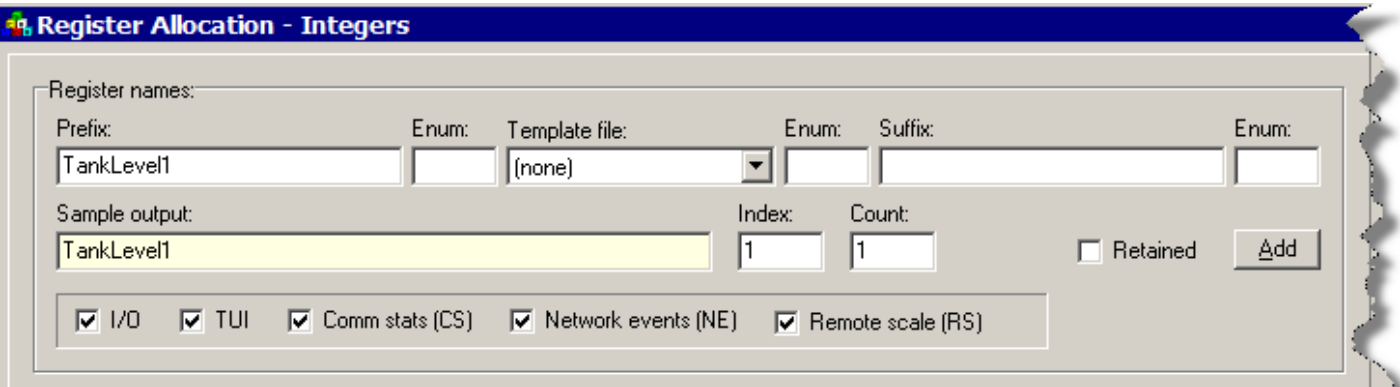 Register Allocation - Integers
Register names:
Prefix: Enum: Template file: Enum: Suffix: Enum:
TankLevel1 (none)
Sample output: Index: Count:
TankLevel1 1 1 Retained Add
I/O TUI Comm stats (CS) Network events (NE) Remote scale (RS)